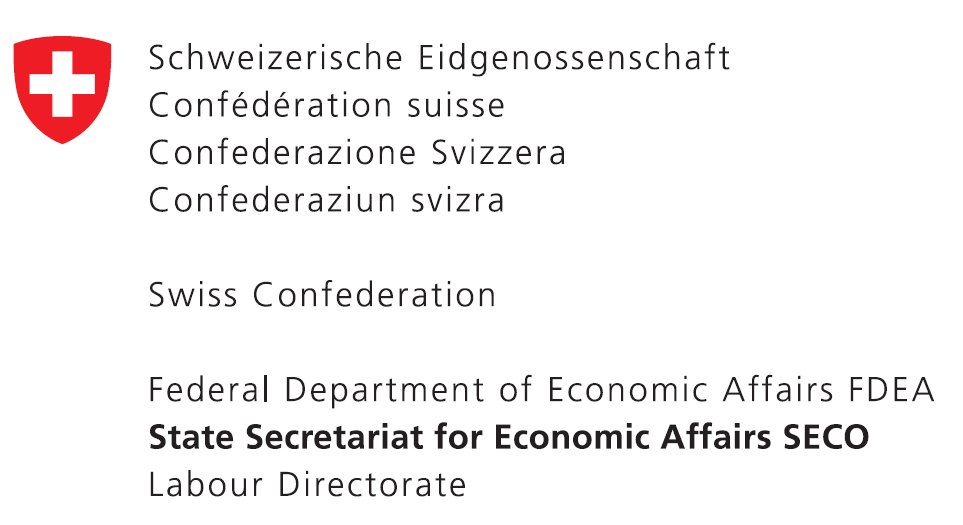 Schweizerische Eidgenossenschaft
Confédération suisse
Confederazione Svizzera
Confederaziun svizra
Swiss Confederation
Federal Department of Economic Affairs FDEA
State Secretariat for Economic Affairs SECO
Labour Directorate